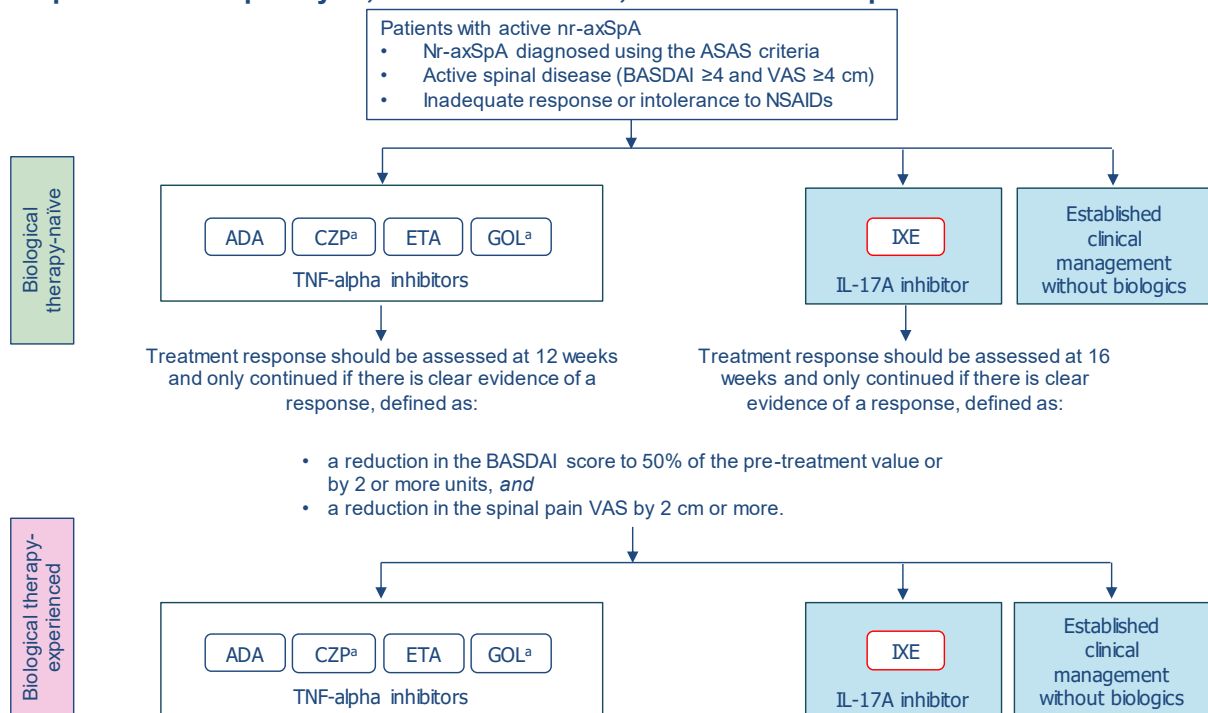 Patients with active nr-axSpA
• Nr-axSpA diagnosed using the ASAS criteria
• Active spinal disease (BASDAI ≥4 and VAS ≥4 cm)
• Inadequate response or intolerance to NSAIDs
Biological
therapy-naïve
ADA CZPᵃ ETA GOLᵃ
TNF-alpha inhibitors
IXE
IL-17A inhibitor
Established
clinical
management
without biologics
Treatment response should be assessed at 12 weeks
and only continued if there is clear evidence of a
response, defined as:
Treatment response should be assessed at 16
weeks and only continued if there is clear
evidence of a response, defined as:
• a reduction in the BASDAI score to 50% of the pre-treatment value or
by 2 or more units, and
• a reduction in the spinal pain VAS by 2 cm or more.
Biological therapy-
experienced
ADA CZPᵃ ETA GOLᵃ
TNF-alpha inhibitors
IXE
IL-17A inhibitor
Established
clinical
management
without biologics